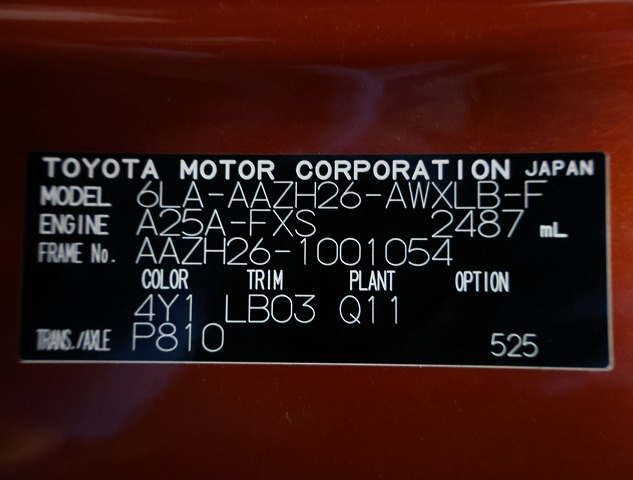 TOYOTA MOTOR CORPORATION JAPAN
MODEL 6LA-AAZH26-AWXLB-F
ENGINE A25A-FXS 2487 mL
FRAME No. AAZH26-1001054
COLOR TRIM PLANT OPTION
4Y1 LB03 Q11
TRANS./AXLE P810 525